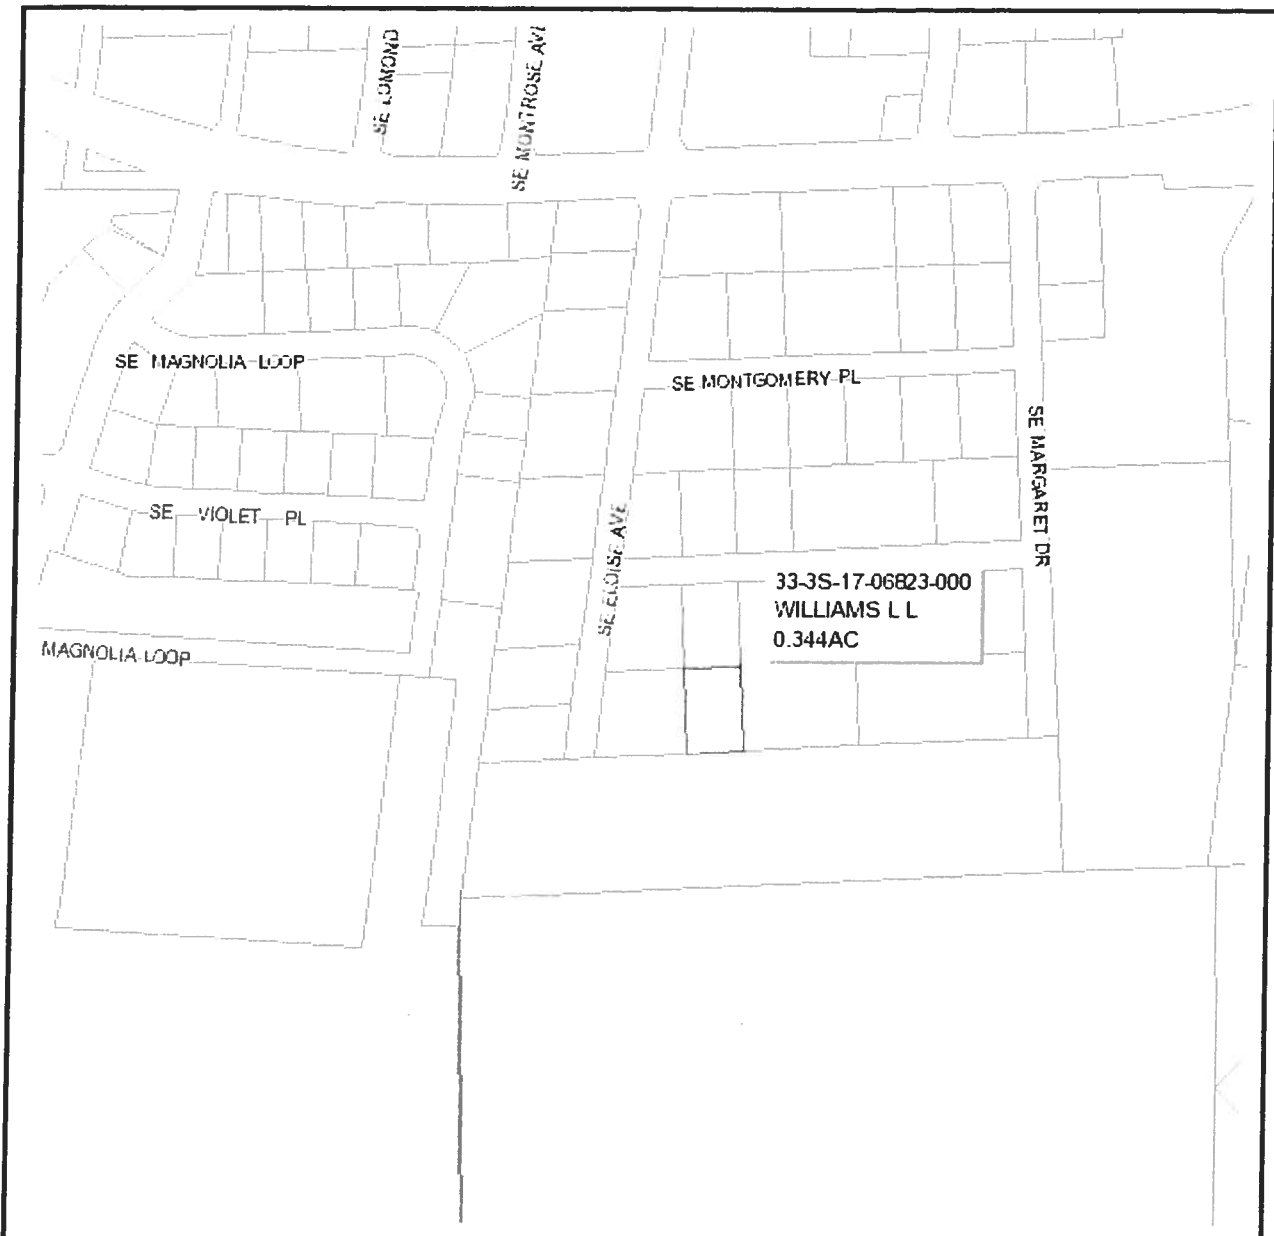 SE LOMOND
SE MONTROSE AVE
SE MAGNOLIA LOOP
SE MONTGOMERY PL
SE MARGARET DR
SE VIOLET PL
SE ELOISE AVE
33-3S-17-06823-000
WILLIAMS L L
0.344AC
MAGNOLIA LOOP